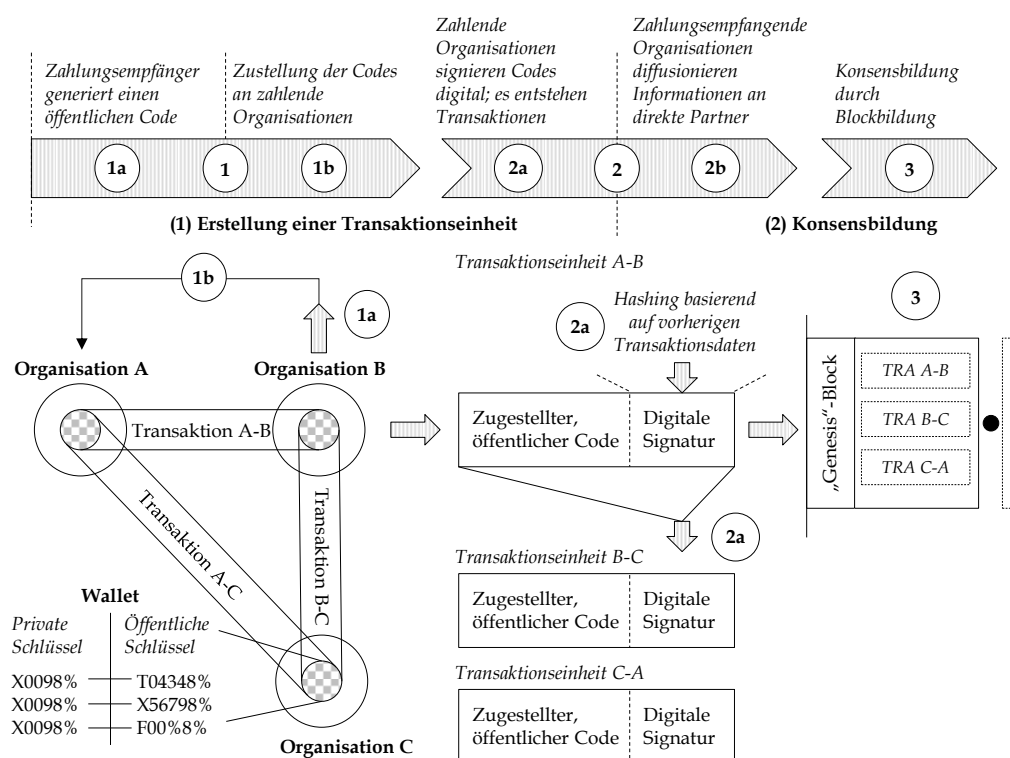 Zahlungsempfänger
generiert einen
öffentlichen Code
Zustellung der Codes
an zahlende
Organisationen
Zahlende
Organisationen
signieren Codes
digital; es entstehen
Transaktionen
Zahlungsempfangende
Organisationen
diffusionieren
Informationen an
direkte Partner
Konsensbildung
durch
Blockbildung
1a
1
1b
2a
2
2b
3
(1) Erstellung einer Transaktionseinheit
(2) Konsensbildung
1b
1a
Organisation A
Organisation B
Transaktion A-B
Transaktion A-C
Transaktion B-C
Organisation C
Wallet
Private
Schlüssel
Öffentliche
Schlüssel
X0098%
T04348%
X0098%
X56798%
X0098%
F00%8%
Transaktionseinheit A-B
2a
Hashing basierend
auf vorherigen
Transaktionsdaten
Zugestellter,
öffentlicher Code
Digitale
Signatur
2a
Transaktionseinheit B-C
Zugestellter,
öffentlicher Code
Digitale
Signatur
Transaktionseinheit C-A
Zugestellter,
öffentlicher Code
Digitale
Signatur
3
„Genesis“-Block
TRA A-B
TRA B-C
TRA C-A